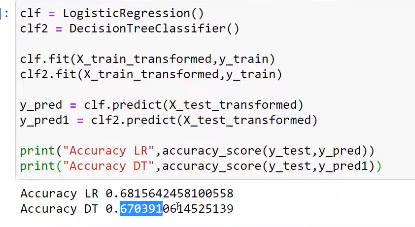 ]:
clf = LogisticRegression()
clf2 = DecisionTreeClassifier()
clf.fit(X_train_transformed,y_train)
clf2.fit(X_train_transformed,y_train)
y_pred = clf.predict(X_test_transformed)
y_pred1 = clf2.predict(X_test_transformed)
print("Accuracy LR",accuracy_score(y_test,y_pred))
print("Accuracy DT",accuracy_score(y_test,y_pred1))
Accuracy LR 0.6815642458100558
Accuracy DT 0.6703910614525139